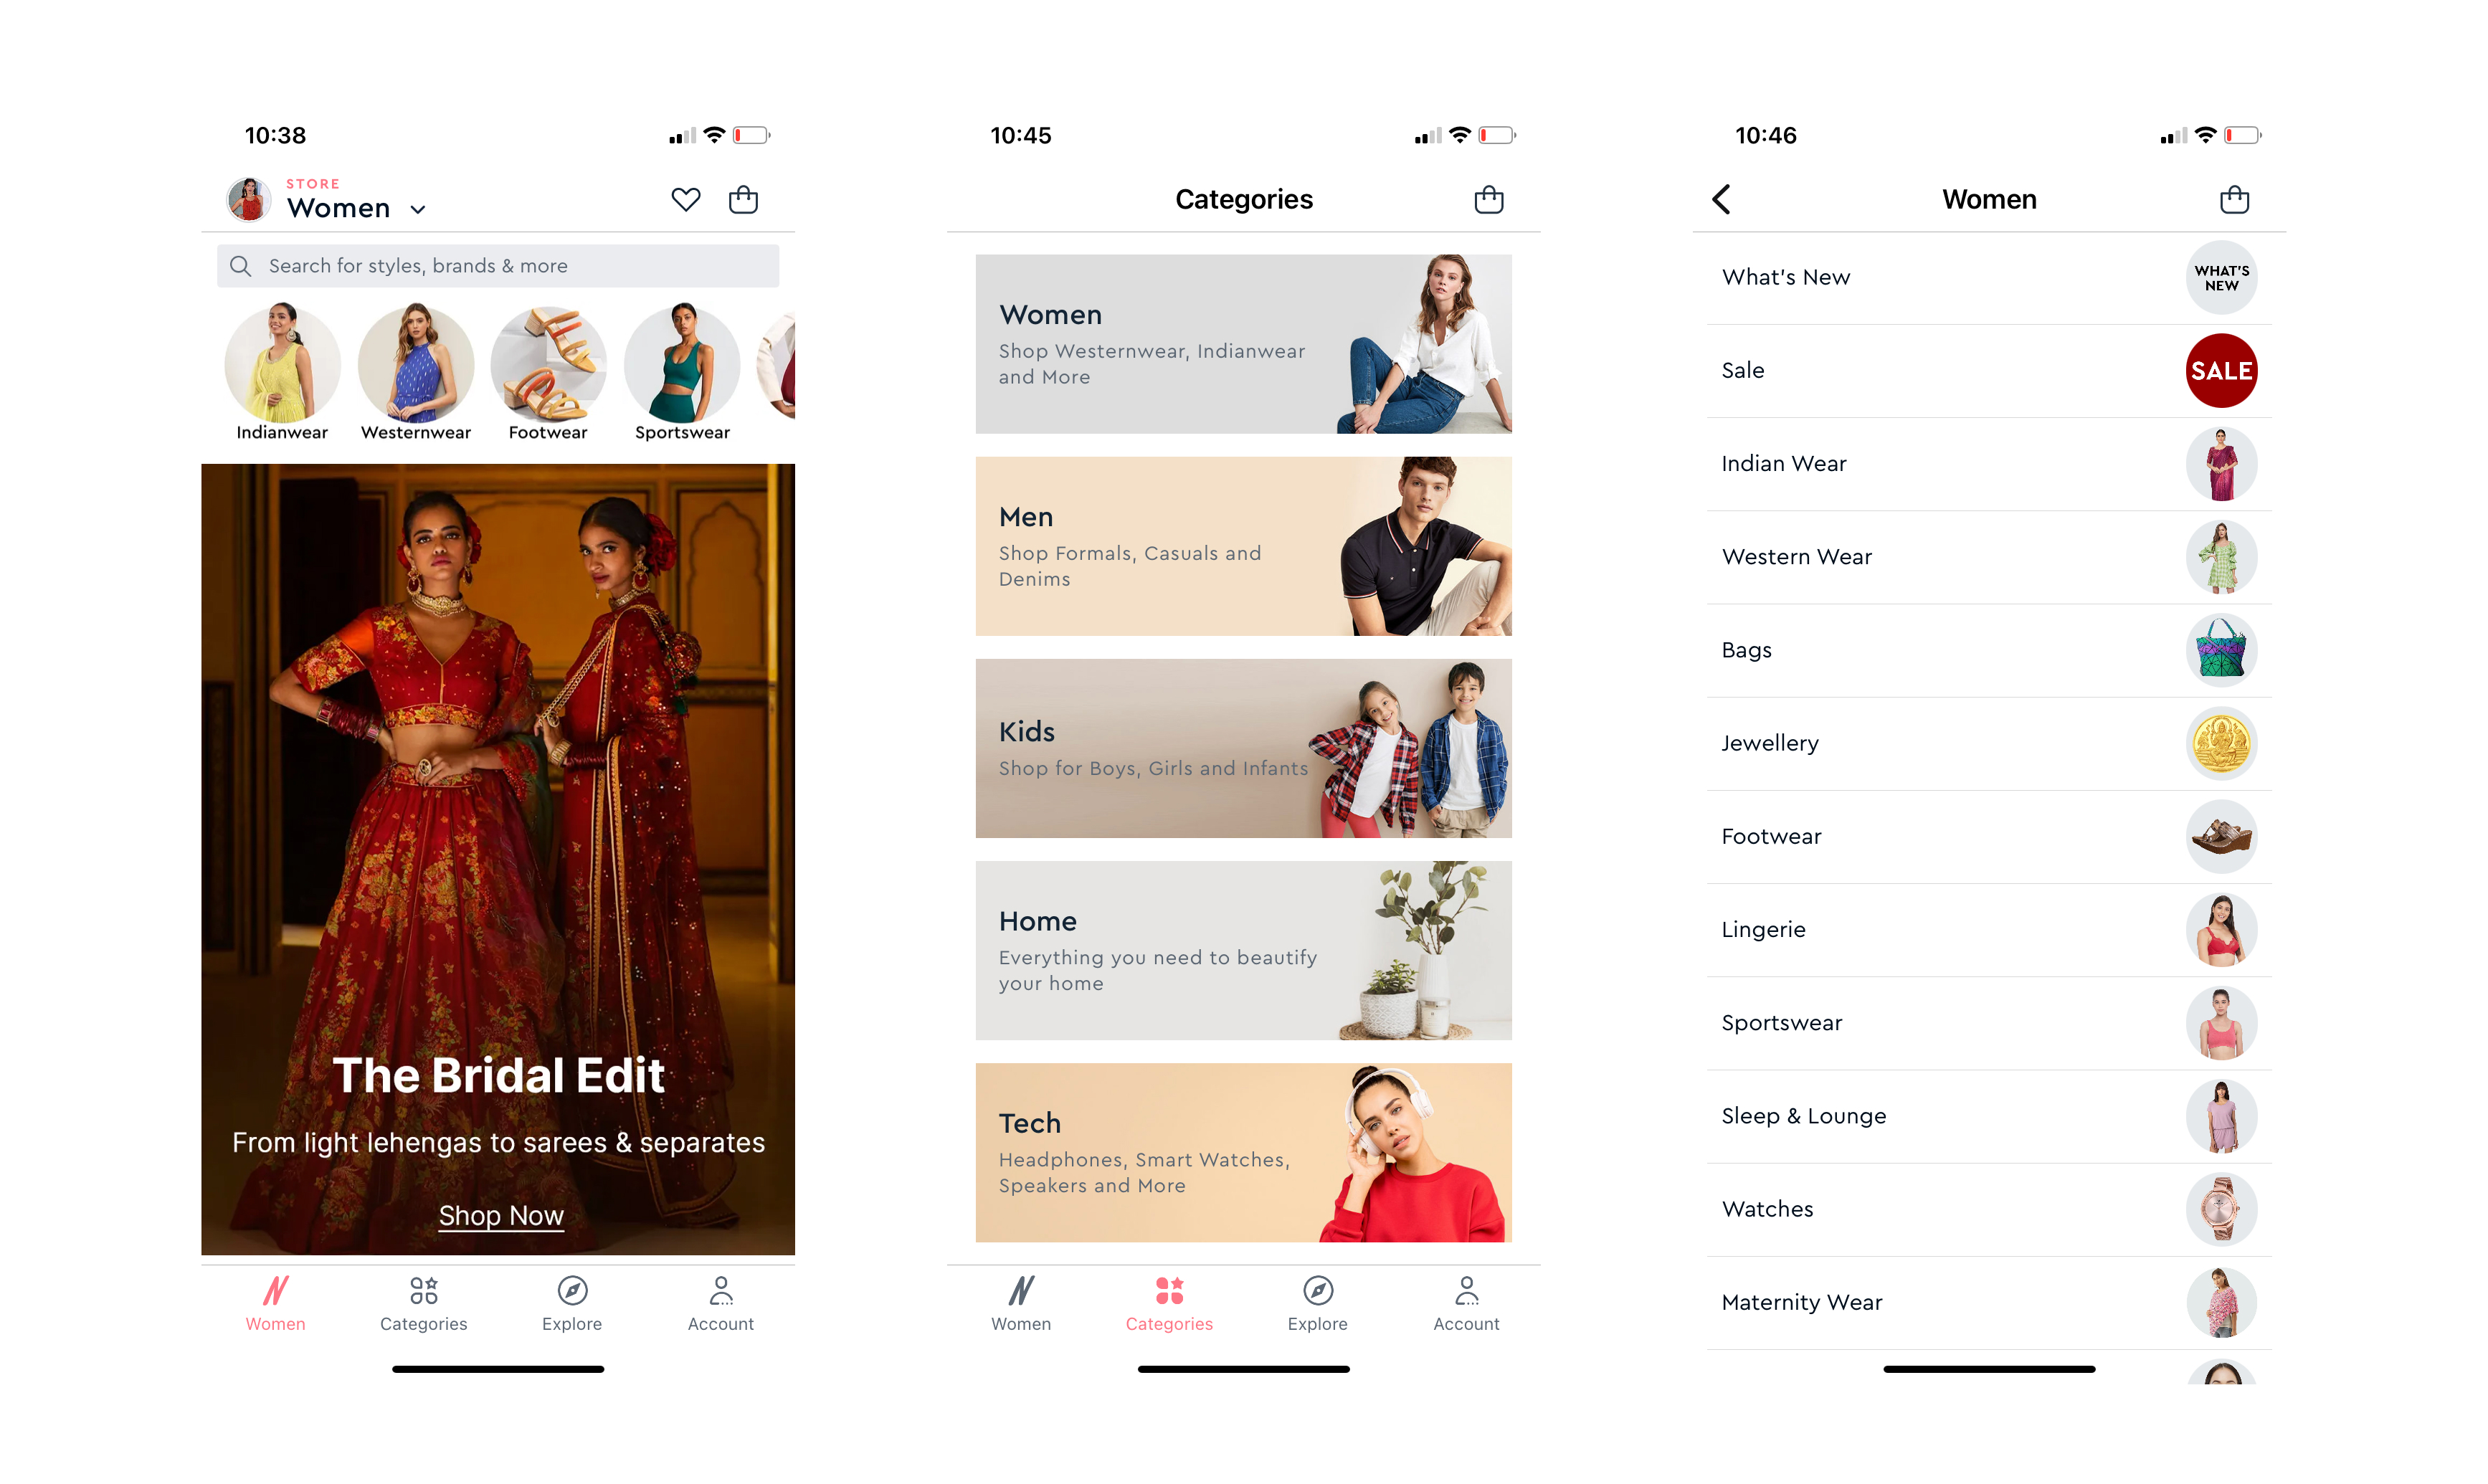 10:38
STORE
Women
Search for styles, brands & more
Indianwear
Westernwear
Footwear
Sportswear
The Bridal Edit
From light lehengas to sarees & separates
Shop Now
Women
Categories
Explore
Account
10:45
Categories
Women
Shop Westernwear, Indianwear
and More
Men
Shop Formals, Casuals and
Denims
Kids
Shop for Boys, Girls and Infants
Home
Everything you need to beautify
your home
Tech
Headphones, Smart Watches,
Speakers and More
Women
Categories
Explore
Account
10:46
Women
What's New
WHAT'S
NEW
Sale
SALE
Indian Wear
Western Wear
Bags
Jewellery
Footwear
Lingerie
Sportswear
Sleep & Lounge
Watches
Maternity Wear